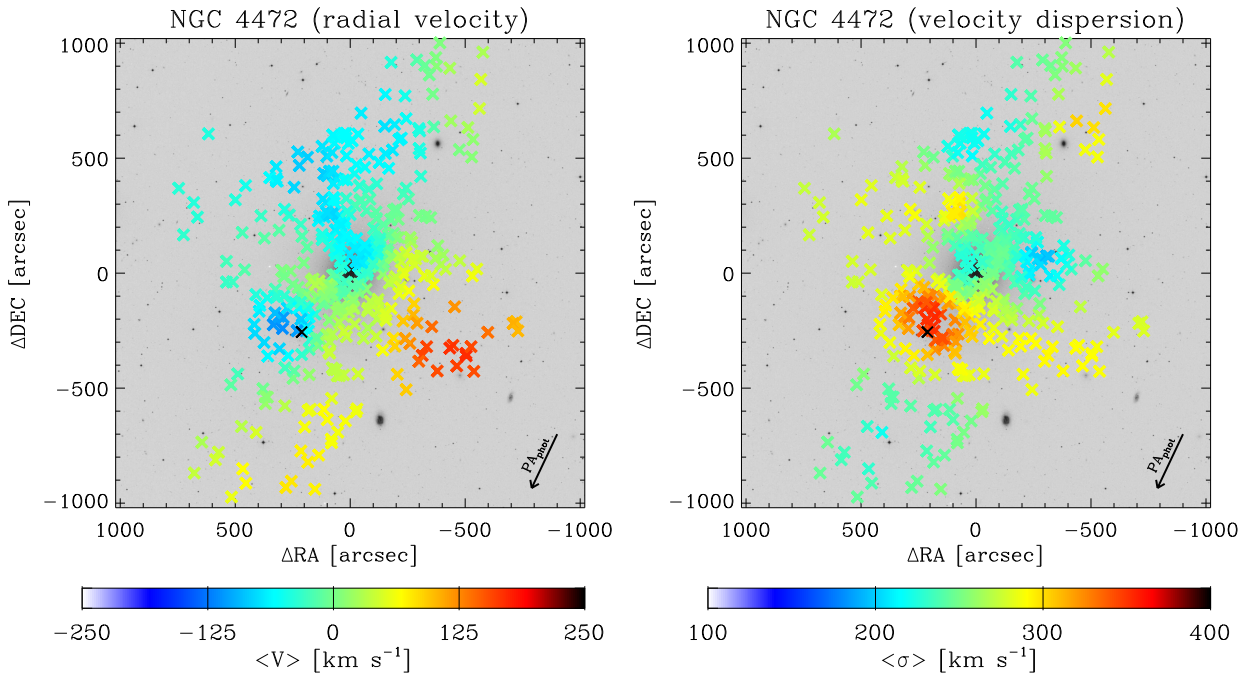 NGC 4472 (radial velocity)
1000
500
0
−500
−1000
ΔDEC [arcsec]
PAphot
1000 500 0 −500 −1000
ΔRA [arcsec]
−250 −125 0 125 250
<V> [km s⁻¹]
NGC 4472 (velocity dispersion)
1000
500
0
−500
−1000
ΔDEC [arcsec]
PAphot
1000 500 0 −500 −1000
ΔRA [arcsec]
100 200 300 400
<σ> [km s⁻¹]